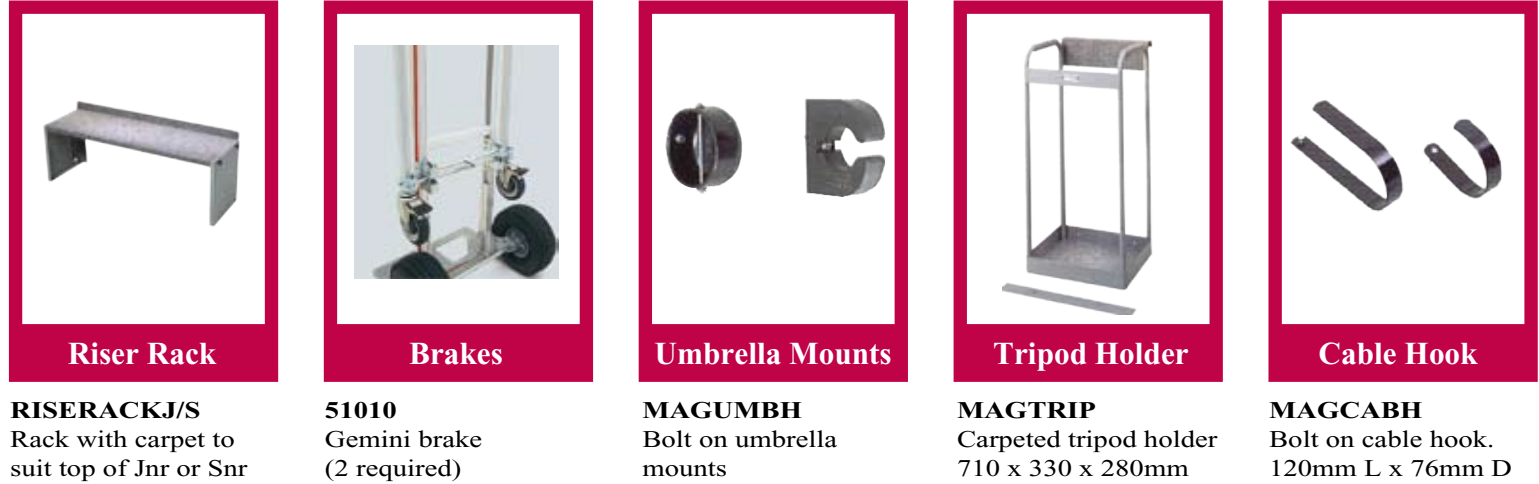 Riser Rack
RISERACKJ/S
Rack with carpet to
suit top of Jnr or Snr
Brakes
51010
Gemini brake
(2 required)
Umbrella Mounts
MAGUMBH
Bolt on umbrella
mounts
Tripod Holder
MAGTRIP
Carpeted tripod holder
710 x 330 x 280mm
Cable Hook
MAGCABH
Bolt on cable hook.
120mm L x 76mm D